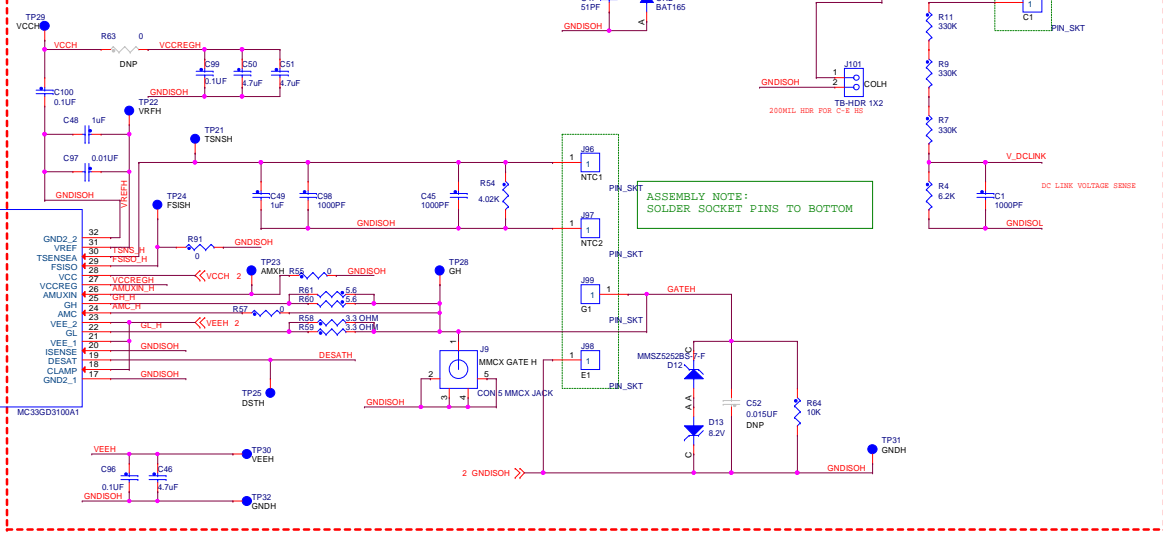 TP29
VCCH
VCCH
R63
0
DNP
VCCREGH
C99
0.1UF
C50
4.7uF
C51
4.7uF
GNDISOH
C100
0.1UF
TP22
VRFH
C48
1uF
C97
0.01UF
GNDISOH
VREFH
TP21
TSNSH
TP24
FSISH
51PF
BAT165
A
GNDISOH
R11
330K
C1
PIN_SKT
R9
330K
R7
330K
J101
1
2
COLH
GNDISOH
TB-HDR 1X2
200MIL HDR FOR C-E HS
V_DCLINK
DC LINK VOLTAGE SENSE
R4
6.2K
C1
1000PF
GNDISOL
C49
1uF
C98
1000PF
C45
1000PF
R54
4.02K
GNDISOH
J96
1
1
NTC1
PIN_SKT
J97
1
1
NTC2
PIN_SKT
J99
1
1
G1
PIN_SKT
J98
1
1
E1
PIN_SKT
ASSEMBLY NOTE:
SOLDER SOCKET PINS TO BOTTOM
GND2_2
32
VREF
31
TSENSEA
30
TSNS_H
FSISO
29
FSISO_H
VCC
28
VCCH 2
VCCREG
27
VCCREGH
AMUXIN
26
AMUXIN_H
GH
25
GH_H
AMC
24
AMC_H
VEE_2
23
VEEH 2
GL
22
GL_H
VEE_1
21
ISENSE
20
GNDISOH
DESAT
19
DESATH
CLAMP
18
GND2_1
17
GNDISOH
MC33GD3100A1
R91
0
GNDISOH
TP23
AMXH
R55
0
GNDISOH
R61
5.6
R60
5.6
R57
0
R58
3.3 OHM
R59
3.3 OHM
TP28
GH
TP25
DSTH
J9
1
MMCX GATE H
2
5
3
4
CON 5 MMCX JACK
GNDISOH
GATEH
C
MMSZ5252BS-7-F
D12
A
A
D13
8.2V
C
C52
0.015UF
DNP
R64
10K
TP31
GNDH
2 GNDISOH
GNDISOH
VEEH
TP30
VEEH
C96
0.1UF
C46
4.7uF
GNDISOH
TP32
GNDH